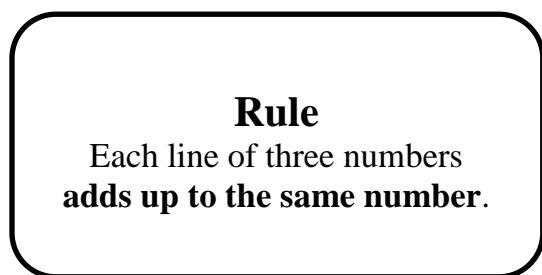 Rule
Each line of three numbers
adds up to the same number.